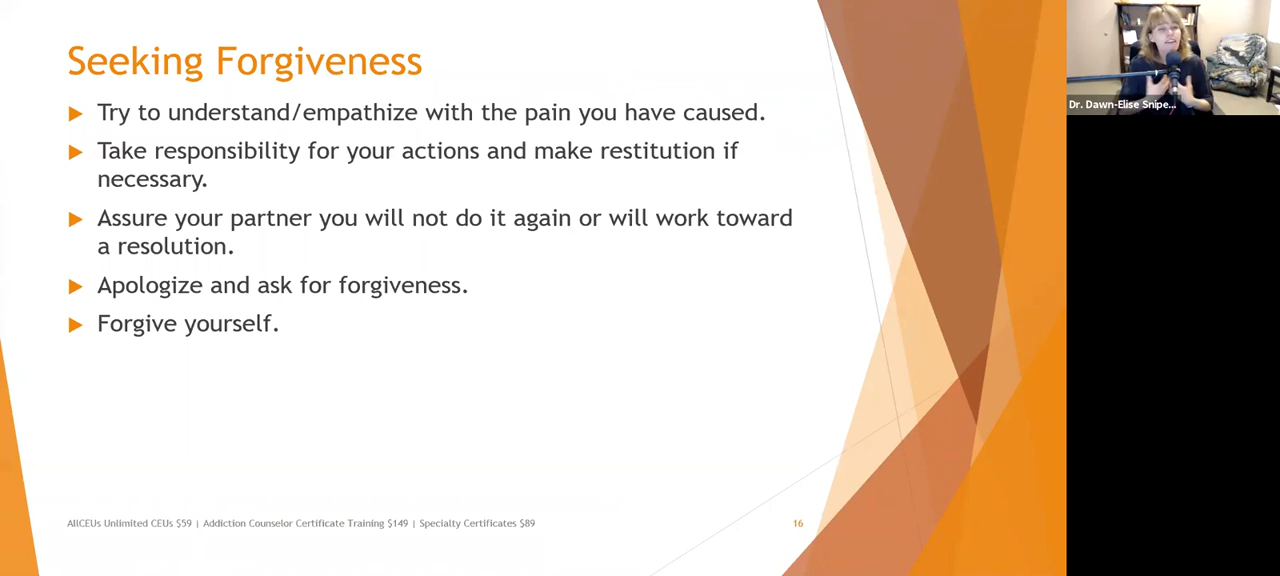 Seeking Forgiveness
Try to understand/empathize with the pain you have caused.
Take responsibility for your actions and make restitution if
necessary.
Assure your partner you will not do it again or will work toward
a resolution.
Apologize and ask for forgiveness.
Forgive yourself.
AllCEUs Unlimited CEUs $59 | Addiction Counselor Certificate Training $149 | Specialty Certificates $89
16
Dr. Dawn-Elise Snipe...